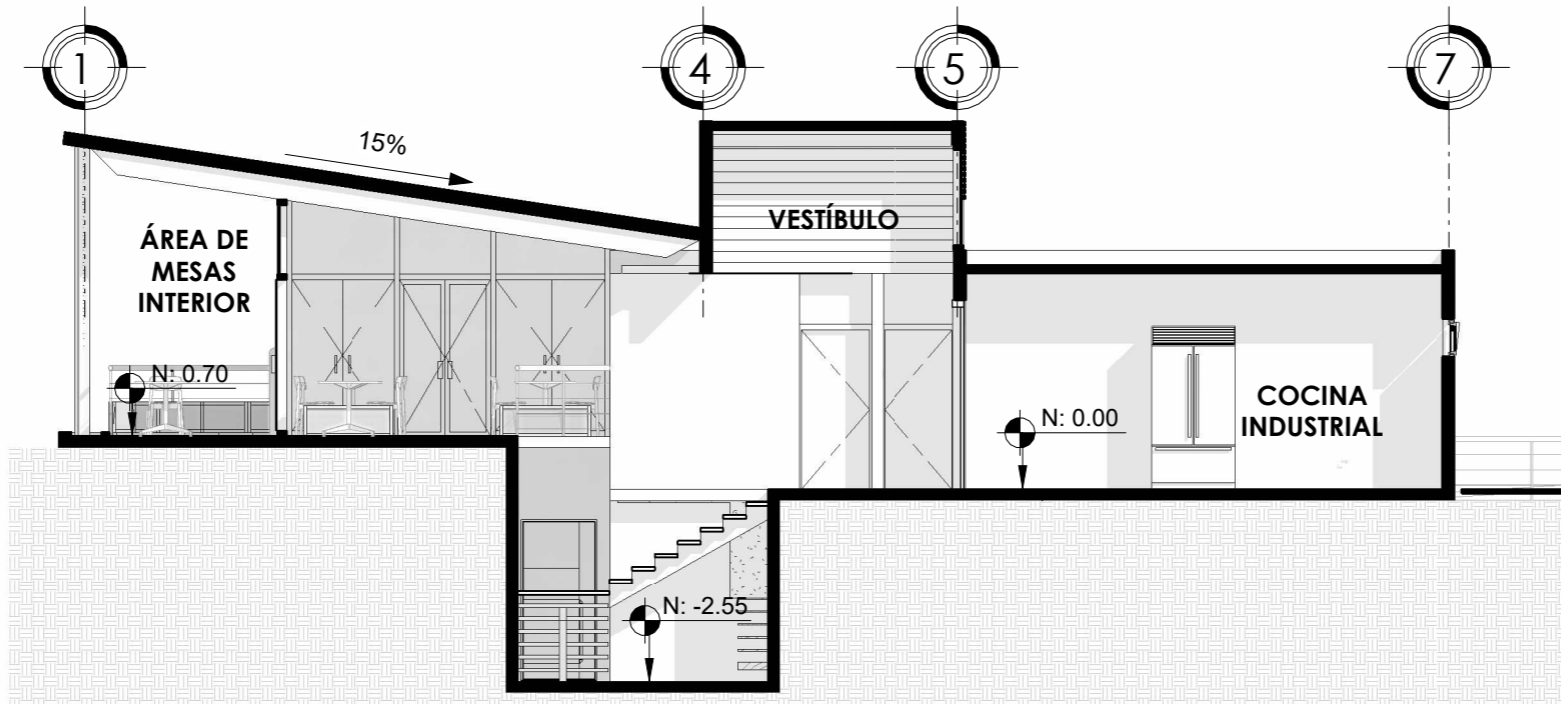 1
4
5
7
15%
VESTÍBULO
ÁREA DE
MESAS
INTERIOR
N: 0.70
COCINA
INDUSTRIAL
N: 0.00
N: -2.55